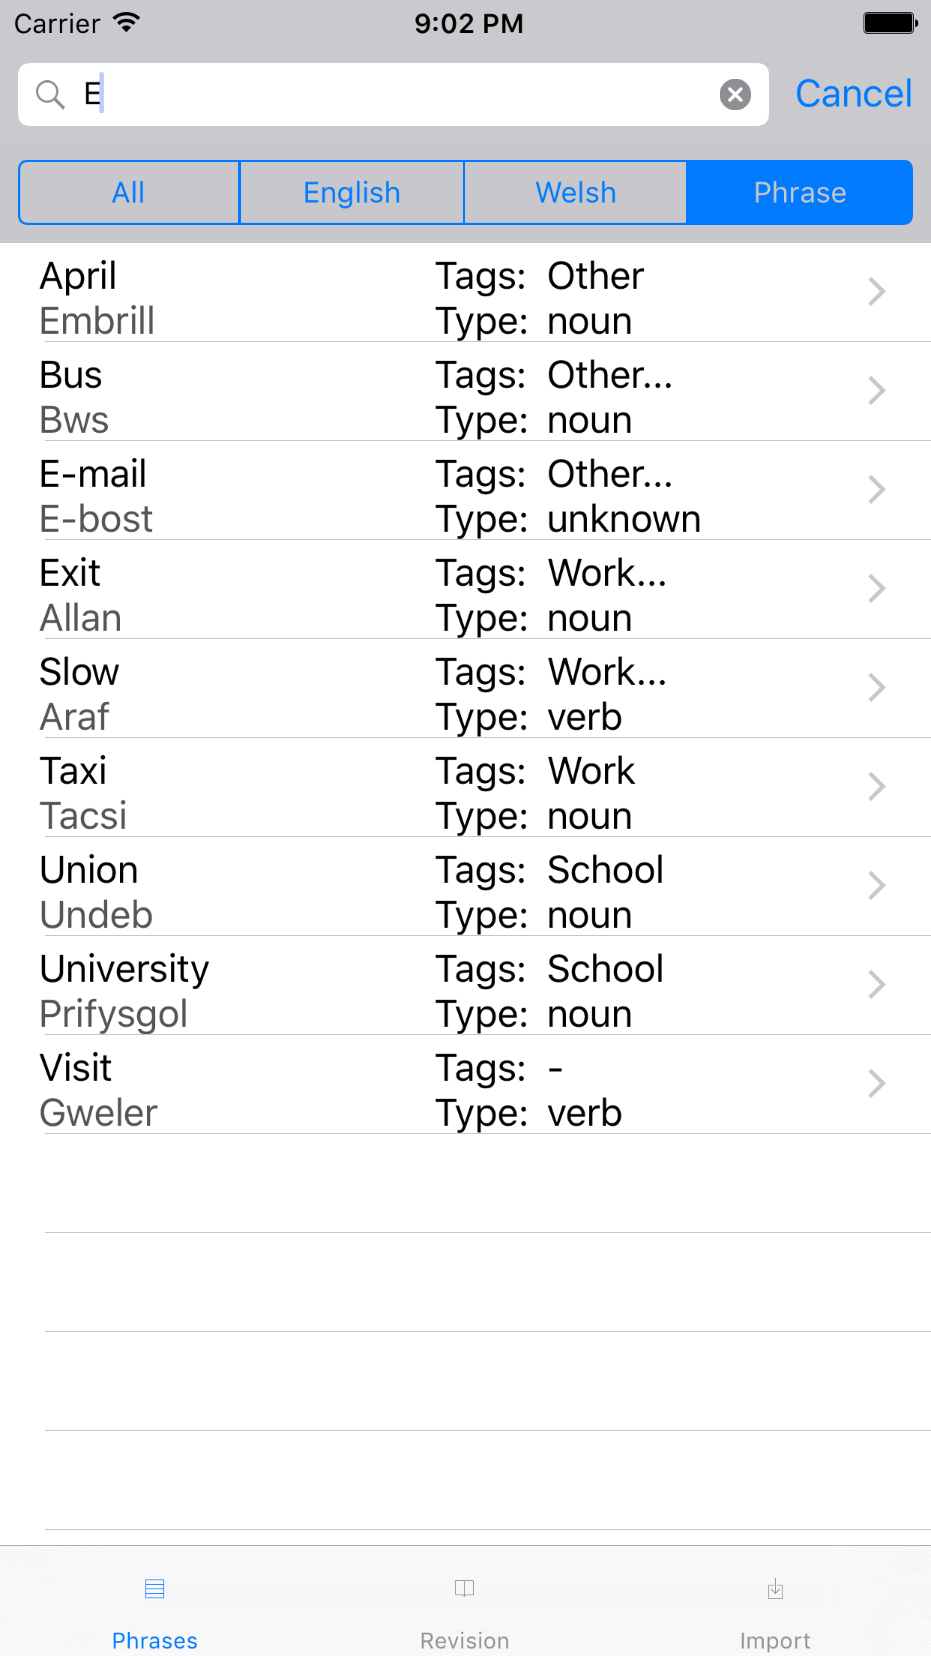 Carrier 9:02 PM
E Cancel
All English Welsh Phrase
April Tags: Other
Embrill Type: noun
Bus Tags: Other...
Bws Type: noun
E-mail Tags: Other...
E-bost Type: unknown
Exit Tags: Work...
Allan Type: noun
Slow Tags: Work...
Araf Type: verb
Taxi Tags: Work
Tacsi Type: noun
Union Tags: School
Undeb Type: noun
University Tags: School
Prifysgol Type: noun
Visit Tags: -
Gweler Type: verb
Phrases Revision Import